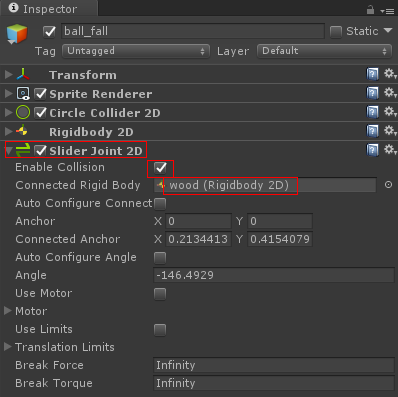 Inspector
ball_fall Static
Tag Untagged Layer Default
Transform
Sprite Renderer
Circle Collider 2D
Rigidbody 2D
Slider Joint 2D
Enable Collision
Connected Rigid Body wood (Rigidbody 2D)
Auto Configure Connect
Anchor X 0 Y 0
Connected Anchor X 0.2134413 Y 0.4154079
Auto Configure Angle
Angle -146.4929
Use Motor
Motor
Use Limits
Translation Limits
Break Force Infinity
Break Torque Infinity